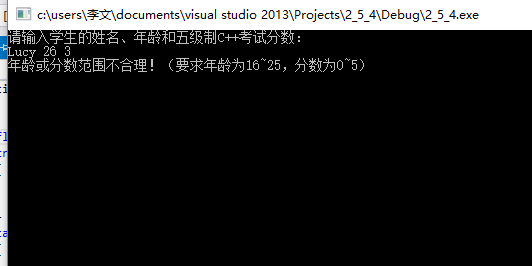 c:\users\李文\documents\visual studio 2013\Projects\2_5_4\Debug\2_5_4.exe
请输入学生的姓名、年龄和五级制C++考试分数:
Lucy 26 3
年龄或分数范围不合理! (要求年龄为16~25, 分数为0~5)